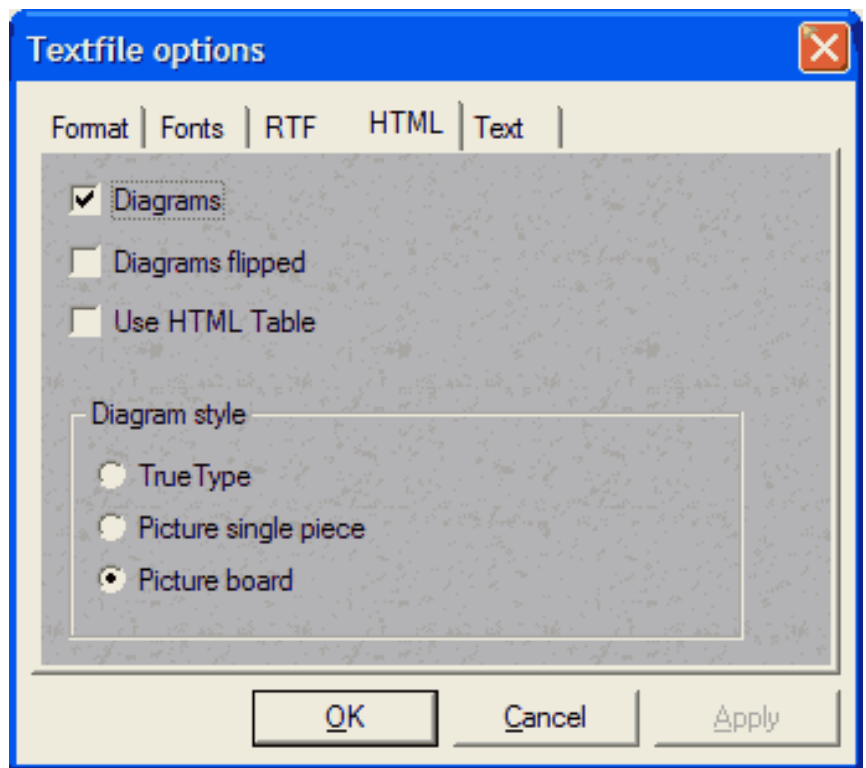 Textfile options
Format Fonts RTF HTML Text
Diagrams
Diagrams flipped
Use HTML Table
Diagram style
TrueType
Picture single piece
Picture board
OK Cancel Apply